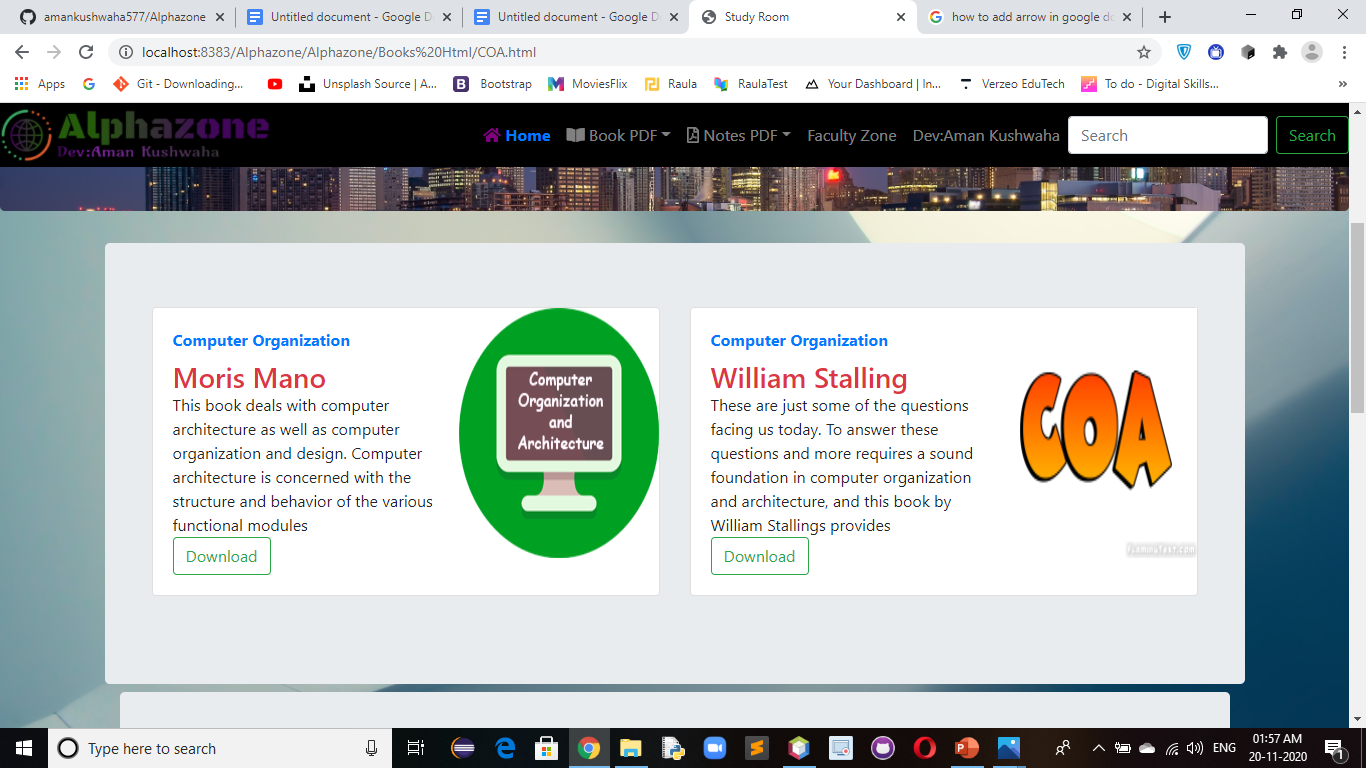 amankushwaha577/Alphazone
Untitled document - Google D
Untitled document - Google D
Study Room
how to add arrow in google do
localhost:8383/Alphazone/Alphazone/Books%20Html/COA.html
Apps
Git - Downloading...
Unsplash Source | A...
Bootstrap
MoviesFlix
Raula
RaulaTest
Your Dashboard | In...
Verzeo EduTech
To do - Digital Skills...
Alphazone
Dev:Aman Kushwaha
Home
Book PDF
Notes PDF
Faculty Zone
Dev:Aman Kushwaha
Search
Search
Computer Organization
Moris Mano
This book deals with computer
architecture as well as computer
organization and design. Computer
architecture is concerned with the
structure and behavior of the various
functional modules
Download
Computer
Organization
and
Architecture
Computer Organization
William Stalling
These are just some of the questions
facing us today. To answer these
questions and more requires a sound
foundation in computer organization
and architecture, and this book by
William Stallings provides
Download
COA
Type here to search
ENG
01:57 AM
20-11-2020
1